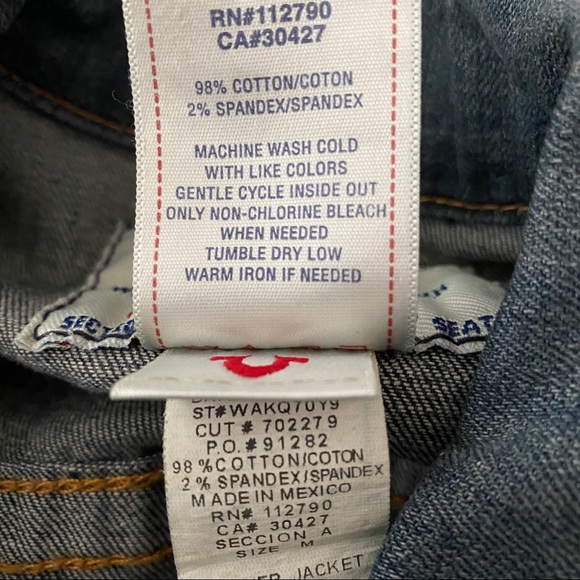 RN#112790
CA#30427
98% COTTON/COTON
2% SPANDEX/SPANDEX
MACHINE WASH COLD
WITH LIKE COLORS
GENTLE CYCLE INSIDE OUT
ONLY NON-CHLORINE BLEACH
WHEN NEEDED
TUMBLE DRY LOW
WARM IRON IF NEEDED
SEAT
ST#WAKQ70Y9
CUT # 702279
P.O. # 91282
98 % COTTON/COTON
2 % SPANDEX/SPANDEX
MADE IN MEXICO
RN# 112790
CA# 30427
SECCION A
SIZE M
JACKET